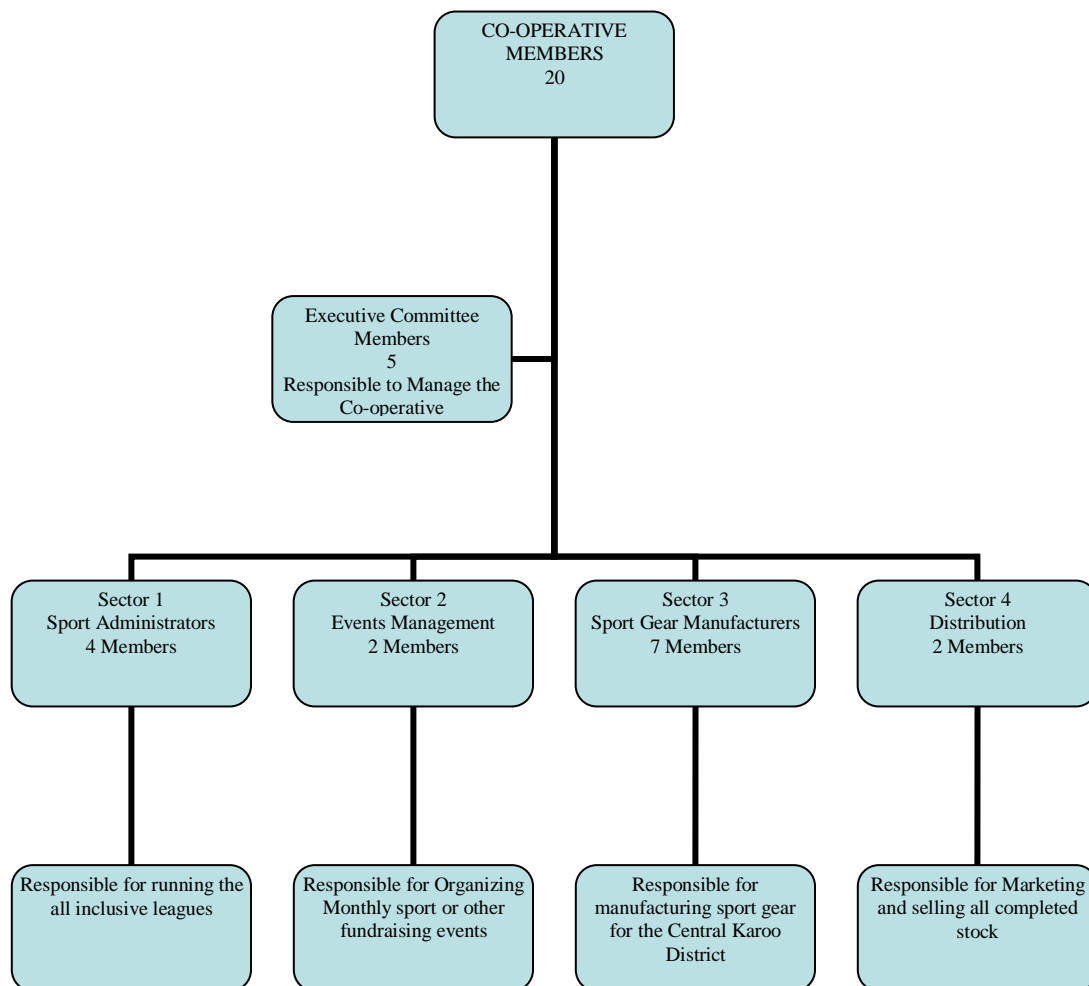 CO-OPERATIVE
MEMBERS
20
Executive Committee
Members
5
Responsible to Manage the
Co-operative
Sector 1
Sport Administrators
4 Members
Sector 2
Events Management
2 Members
Sector 3
Sport Gear Manufacturers
7 Members
Sector 4
Distribution
2 Members
Responsible for running the
all inclusive leagues
Responsible for Organizing
Monthly sport or other
fundraising events
Responsible for
manufacturing sport gear
for the Central Karoo
District
Responsible for Marketing
and selling all completed
stock